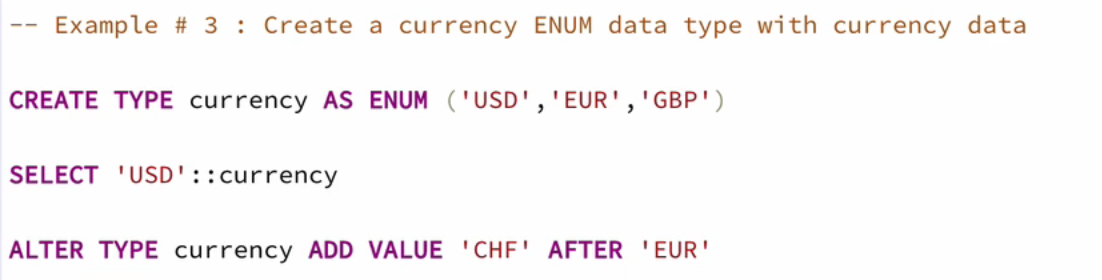 -- Example # 3 : Create a currency ENUM data type with currency data
CREATE TYPE currency AS ENUM ('USD','EUR','GBP')
SELECT 'USD'::currency
ALTER TYPE currency ADD VALUE 'CHF' AFTER 'EUR'